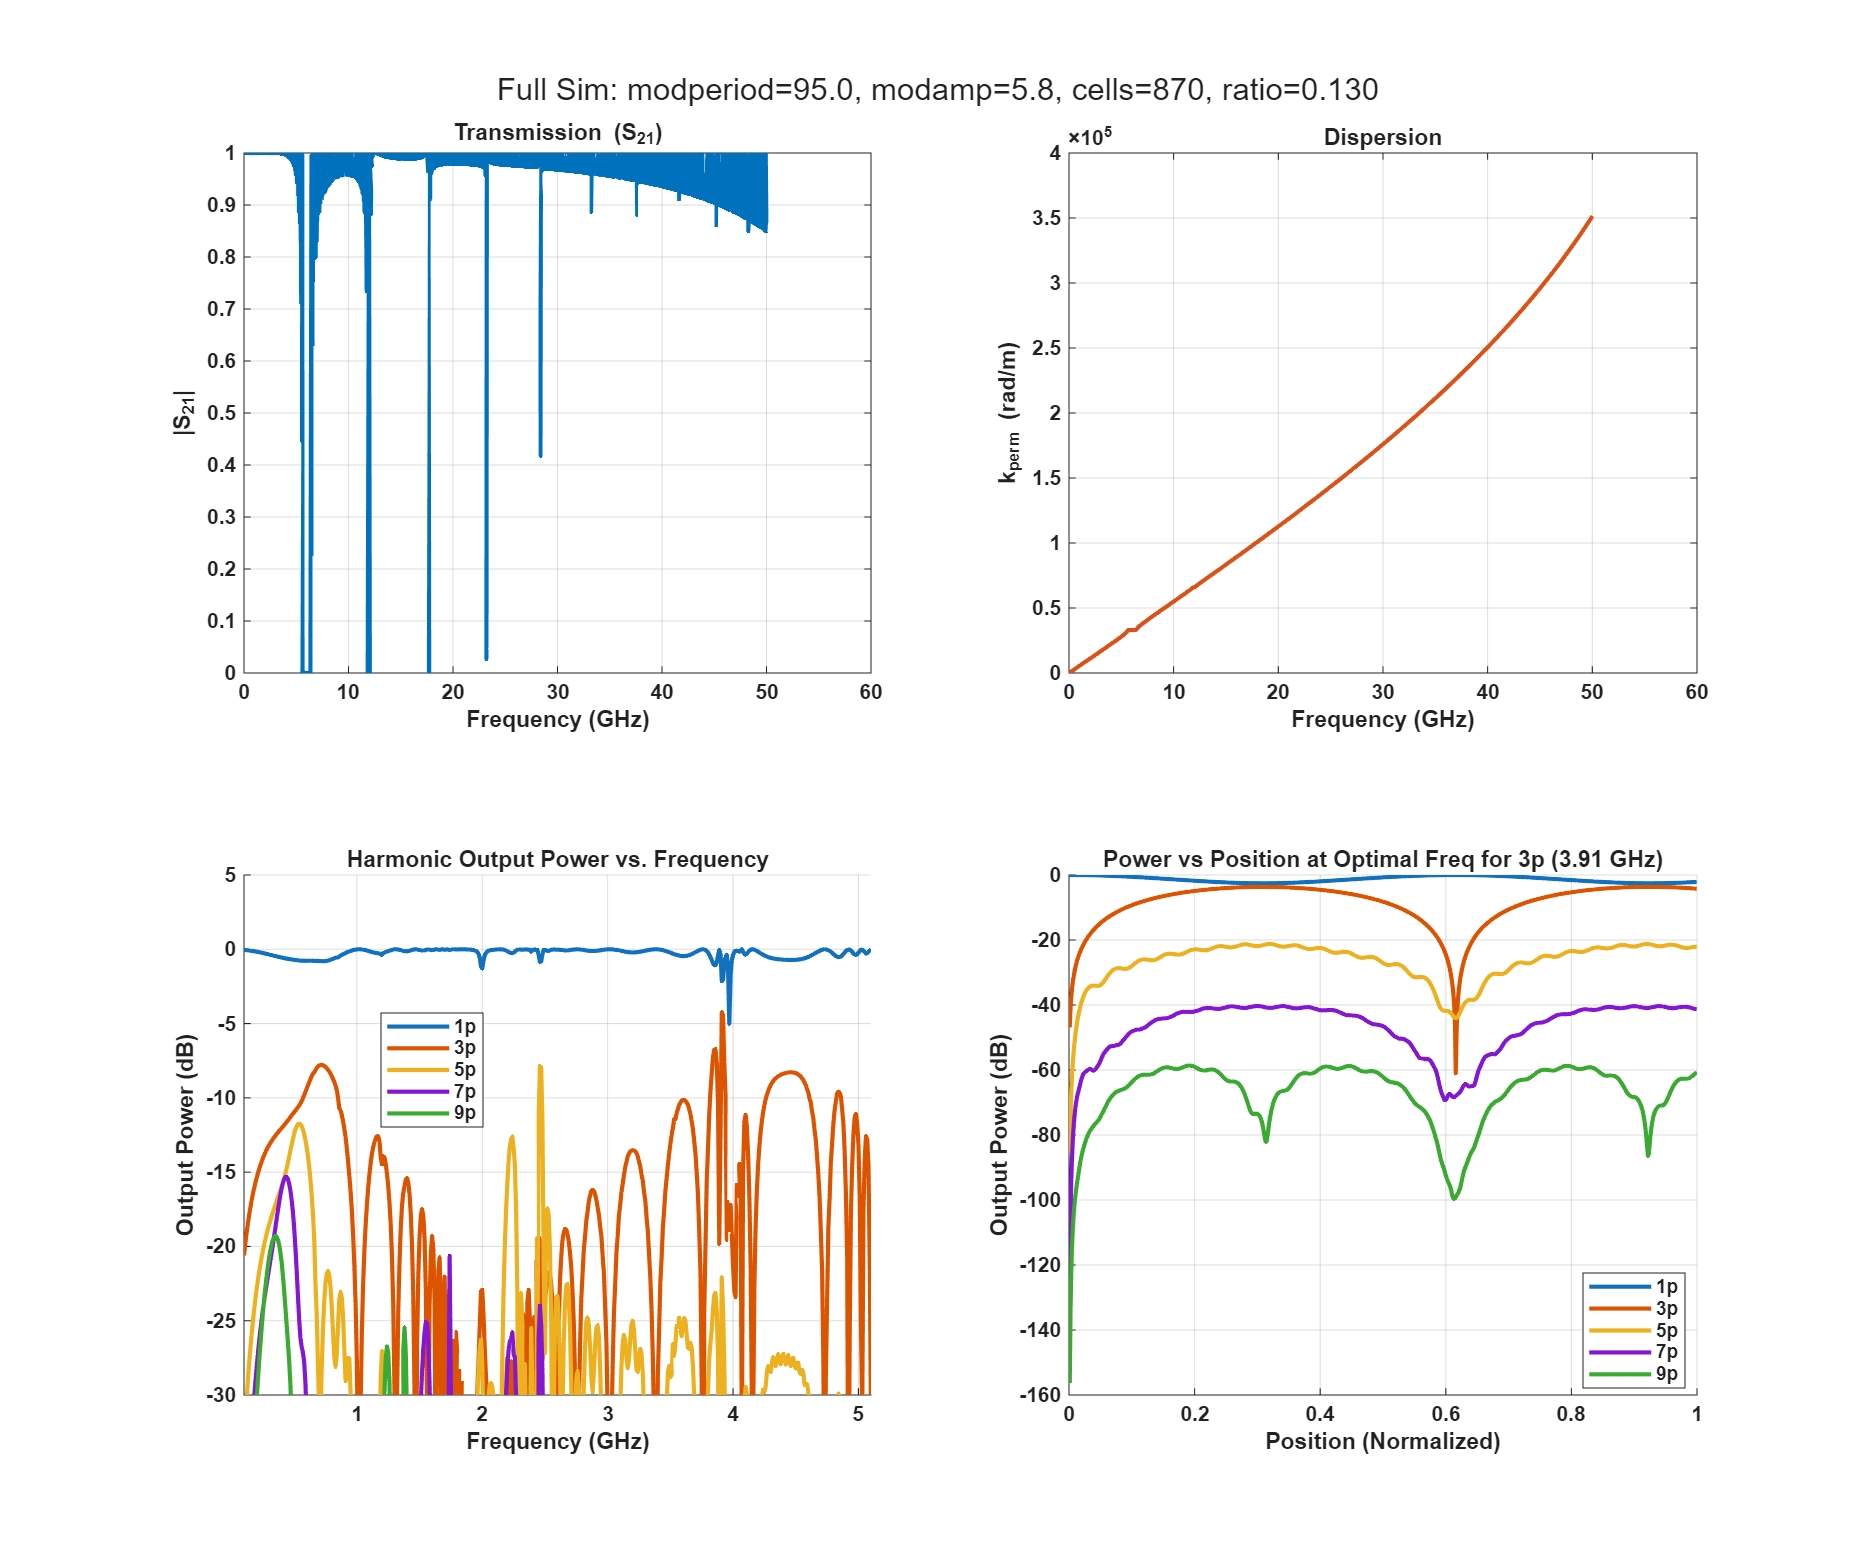 Full Sim: modperiod=95.0, modamp=5.8, cells=870, ratio=0.130
Transmission (S21)
1
0.9
0.8
0.7
0.6
0.5
0.4
0.3
0.2
0.1
0
|S21|
0 10 20 30 40 50 60
Frequency (GHz)
×10^5
Dispersion
4
3.5
3
2.5
2
1.5
1
0.5
0
kperm (rad/m)
0 10 20 30 40 50 60
Frequency (GHz)
Harmonic Output Power vs. Frequency
5
0
-5
-10
-15
-20
-25
-30
Output Power (dB)
1p
3p
5p
7p
9p
1 2 3 4 5
Frequency (GHz)
Power vs Position at Optimal Freq for 3p (3.91 GHz)
0
-20
-40
-60
-80
-100
-120
-140
-160
Output Power (dB)
1p
3p
5p
7p
9p
0 0.2 0.4 0.6 0.8 1
Position (Normalized)